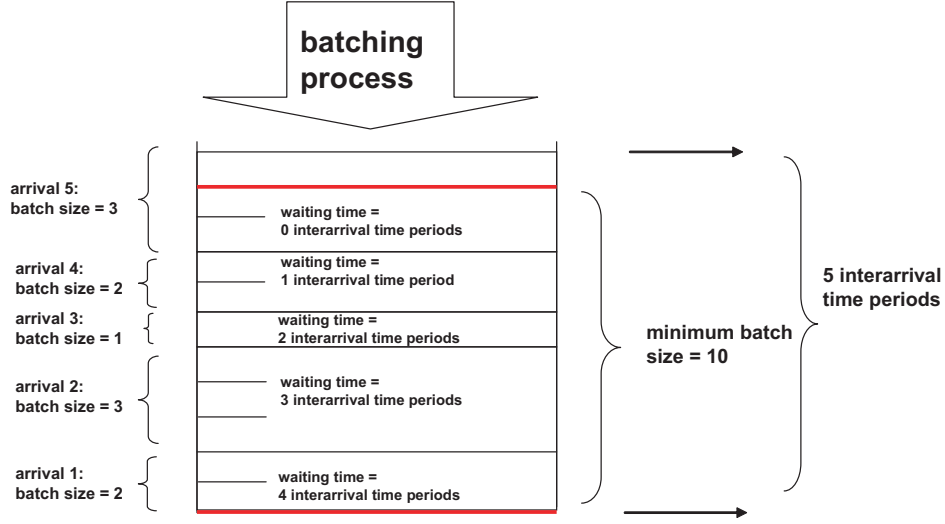 batching
process
arrival 5:
batch size = 3
waiting time =
0 interarrival time periods
arrival 4:
batch size = 2
waiting time =
1 interarrival time period
5 interarrival
time periods
arrival 3:
batch size = 1
waiting time =
2 interarrival time periods
minimum batch
size = 10
arrival 2:
batch size = 3
waiting time =
3 interarrival time periods
arrival 1:
batch size = 2
waiting time =
4 interarrival time periods